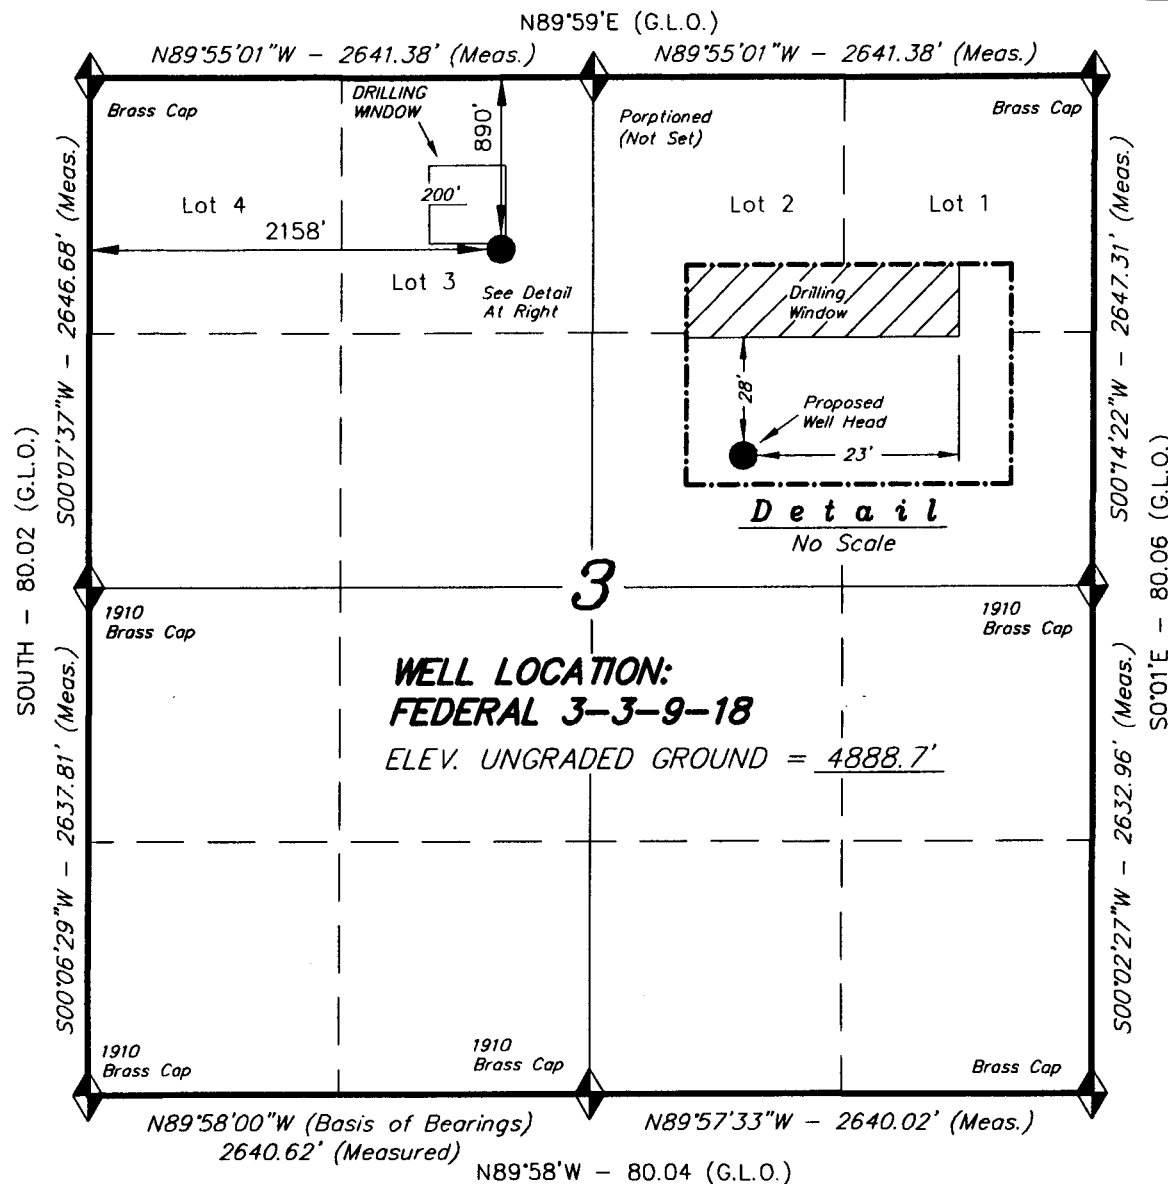 N89°59'E (G.L.O.)
N89°55'01"W - 2641.38' (Meas.)
N89°55'01"W - 2641.38' (Meas.)
Brass Cap
DRILLING
WINDOW
890'
Porptioned
(Not Set)
Brass Cap
200'
Lot 4
2158'
Lot 3
See Detail
At Right
Lot 2
Lot 1
Drilling
Window
28'
Proposed
Well Head
23'
Detail
No Scale
S00°07'37"W - 2646.68' (Meas.)
S00°14'22"W - 2647.31' (Meas.)
SOUTH - 80.02 (G.L.O.)
S0°01'E - 80.06 (G.L.O.)
3
1910
Brass Cap
1910
Brass Cap
WELL LOCATION:
FEDERAL 3-3-9-18
ELEV. UNGRADED GROUND = 4888.7'
S00°06'29"W - 2637.81' (Meas.)
S00°02'27"W - 2632.96' (Meas.)
1910
Brass Cap
1910
Brass Cap
Brass Cap
N89°58'00"W (Basis of Bearings)
2640.62' (Measured)
N89°57'33"W - 2640.02' (Meas.)
N89°58'W - 80.04 (G.L.O.)